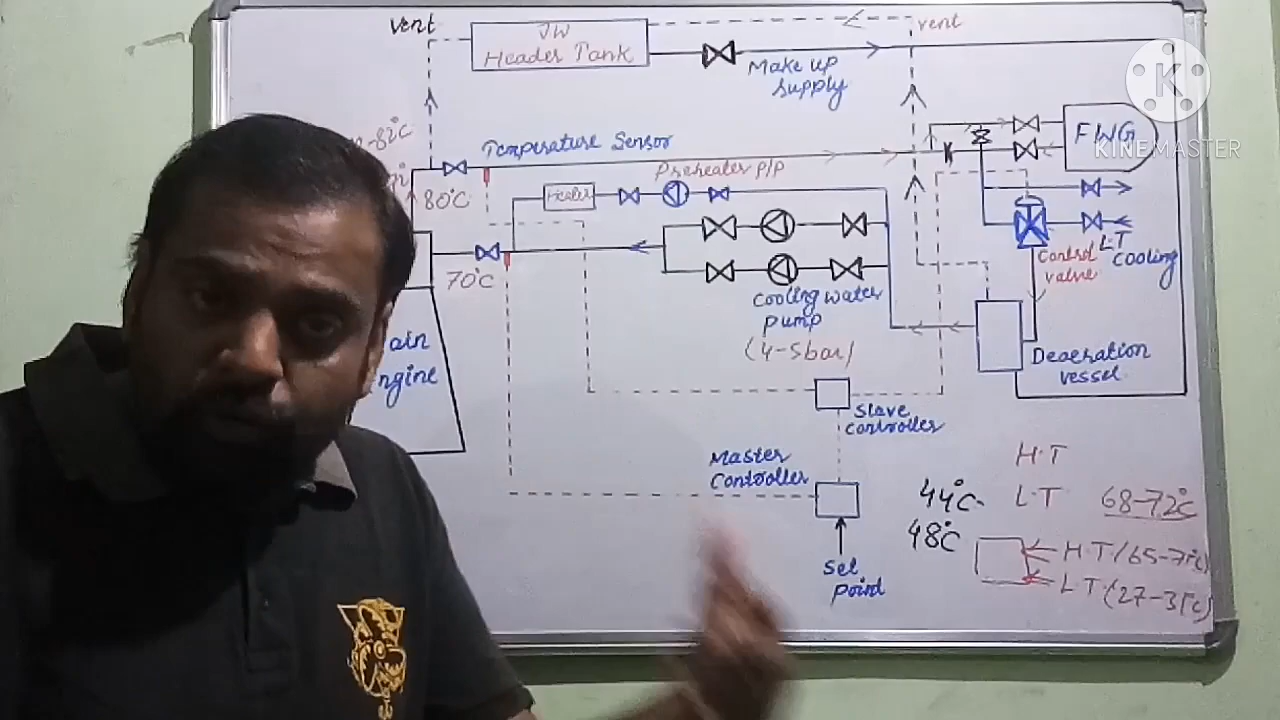 vent
JW
Header Tank
vent
Make up
supply
K
KINEMASTER
-82°C
Temperature Sensor
FWG
Preheater P/P
80°C
Heater
70°C
LT
cooling
Control
valve
Cooling water
pump
(4-5bar)
Deaeration
vessel
ain
ngine
Slave
controller
Master
Controller
Set
point
H.T
L.T
68-72°C
44°C-
48°C
H.T/65-71°C)
L.T.(27-31°C)